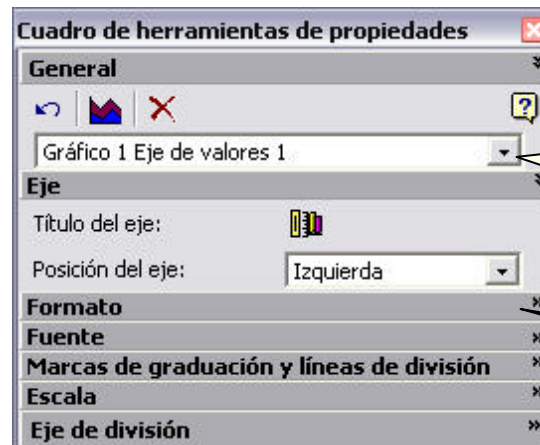 Cuadro de herramientas de propiedades
General
Gráfico 1 Eje de valores 1
Eje
Título del eje:
Posición del eje: Izquierda
Formato
Fuente
Marcas de graduación y líneas de división
Escala
Eje de división